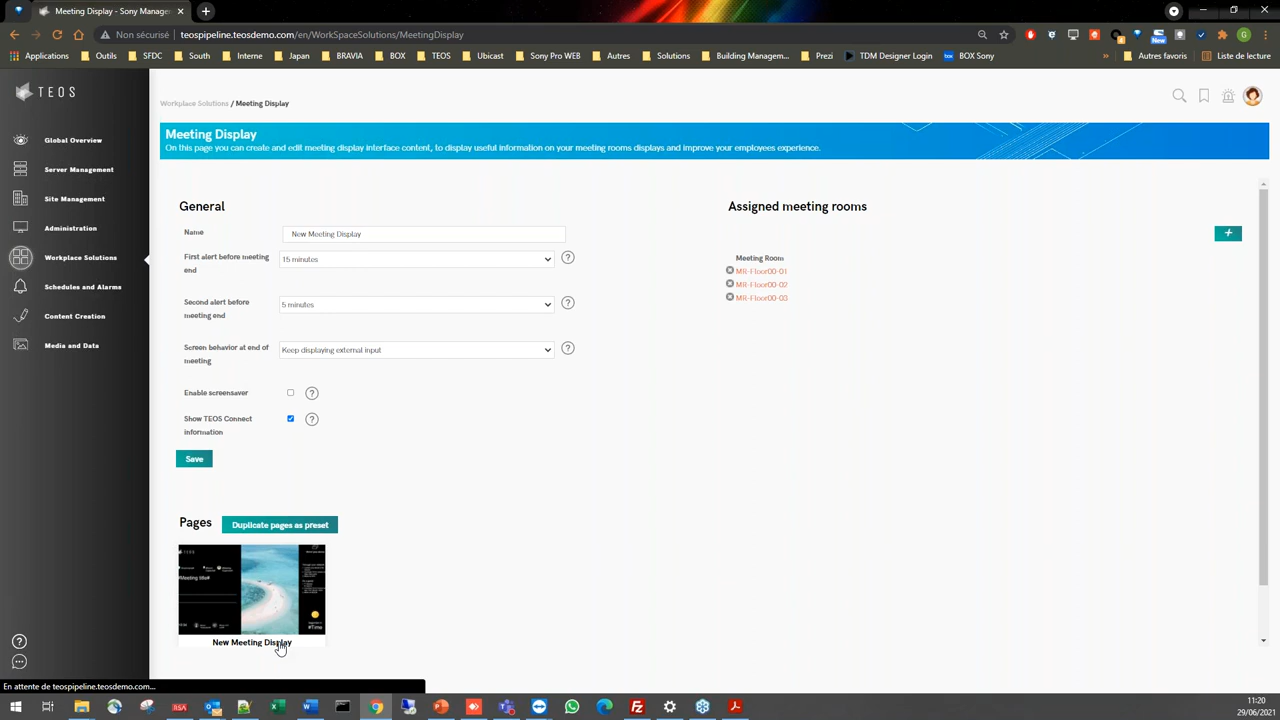 Meeting Display - Sony Manager
Non sécurisé teospipeline.teosdemo.com/en/WorkSpaceSolutions/MeetingDisplay
Applications Outils SFDC South Interne Japan BRAVIA BOX TEOS Ubicast Sony Pro WEB Autres Solutions Building Managem... Prezi TDM Designer Login BOX Sony » Autres favoris Liste de lecture
New
TEOS
Global Overview
Server Management
Site Management
Administration
Workplace Solutions
Schedules and Alarms
Content Creation
Media and Data
Workplace Solutions / Meeting Display
Meeting Display
On this page you can create and edit meeting display interface content, to display useful information on your meeting rooms displays and improve your employees experience.
General
Name
New Meeting Display
First alert before meeting
end
15 minutes
Second alert before
meeting end
5 minutes
Screen behavior at end of
meeting
Keep displaying external input
Enable screensaver
Show TEOS Connect
information
Save
Assigned meeting rooms
+
Meeting Room
MR-Floor00-01
MR-Floor00-02
MR-Floor00-03
Pages
Duplicate pages as preset
#Meeting title#
#Time
New Meeting Display
En attente de teospipeline.teosdemo.com...
11:20
29/06/2021